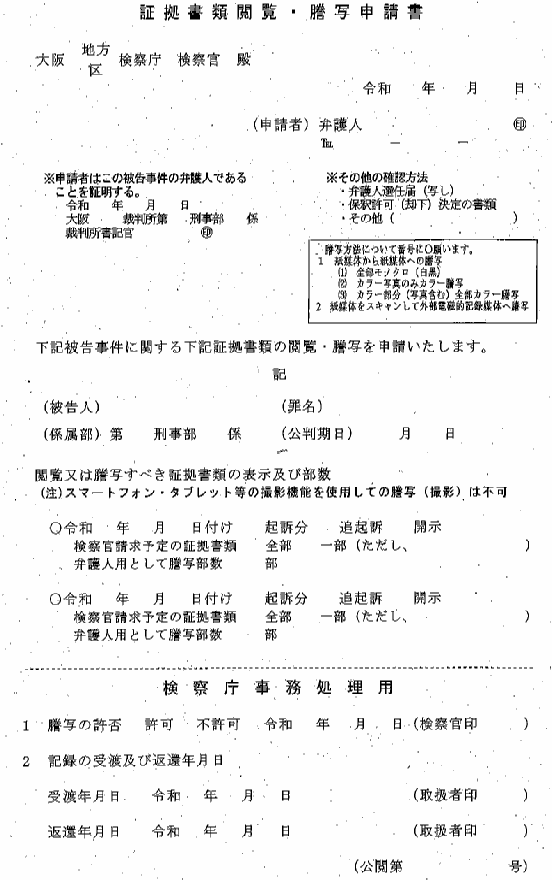 証拠書類閲覧・謄写申請書
大阪 地方 区 検察庁 検察官 殿
令和 年 月 日
（申請者）弁護人 ㊞
℡ － －
※申請者はこの被告事件の弁護人である
ことを証明する。
令和 年 月 日
大阪 裁判所第 刑事部 係
裁判所書記官 ㊞
※その他の確認方法
・弁護人選任届（写し）
・保釈許可（却下）決定の書類
・その他（ ）
謄写方法について番号に○願います。
1 紙媒体から紙媒体への謄写
(1) 全部モノクロ（白黒）
(2) カラー写真のみカラー謄写
(3) カラー部分（写真含む）全部カラー謄写
2 紙媒体をスキャンして外部電磁的記録媒体へ謄写
下記被告事件に関する下記証拠書類の閲覧・謄写を申請いたします。
記
（被告人） （罪名）
（係属部）第 刑事部 係 （公判期日） 月 日
閲覧又は謄写すべき証拠書類の表示及び部数
（注）スマートフォン・タブレット等の撮影機能を使用しての謄写（撮影）は不可
○令和 年 月 日付け 起訴分 追起訴 開示
検察官請求予定の証拠書類 全部 一部（ただし、 ）
弁護人用として謄写部数 部
○令和 年 月 日付け 起訴分 追起訴 開示
検察官請求予定の証拠書類 全部 一部（ただし、 ）
弁護人用として謄写部数 部
検察庁事務処理用
1 謄写の許否 許可 不許可 令和 年 月 日（検察官印 ）
2 記録の受渡及び返還年月日
受渡年月日 令和 年 月 日 （取扱者印 ）
返還年月日 令和 年 月 日 （取扱者印 ）
（公閲第 号）